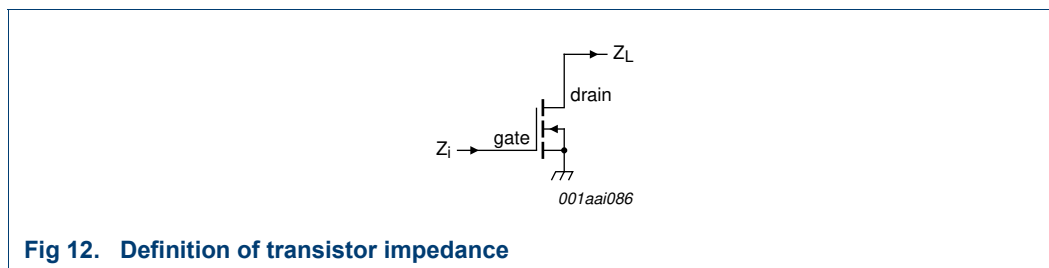 Z_L
drain
gate
Z_i
001aai086
Fig 12. Definition of transistor impedance